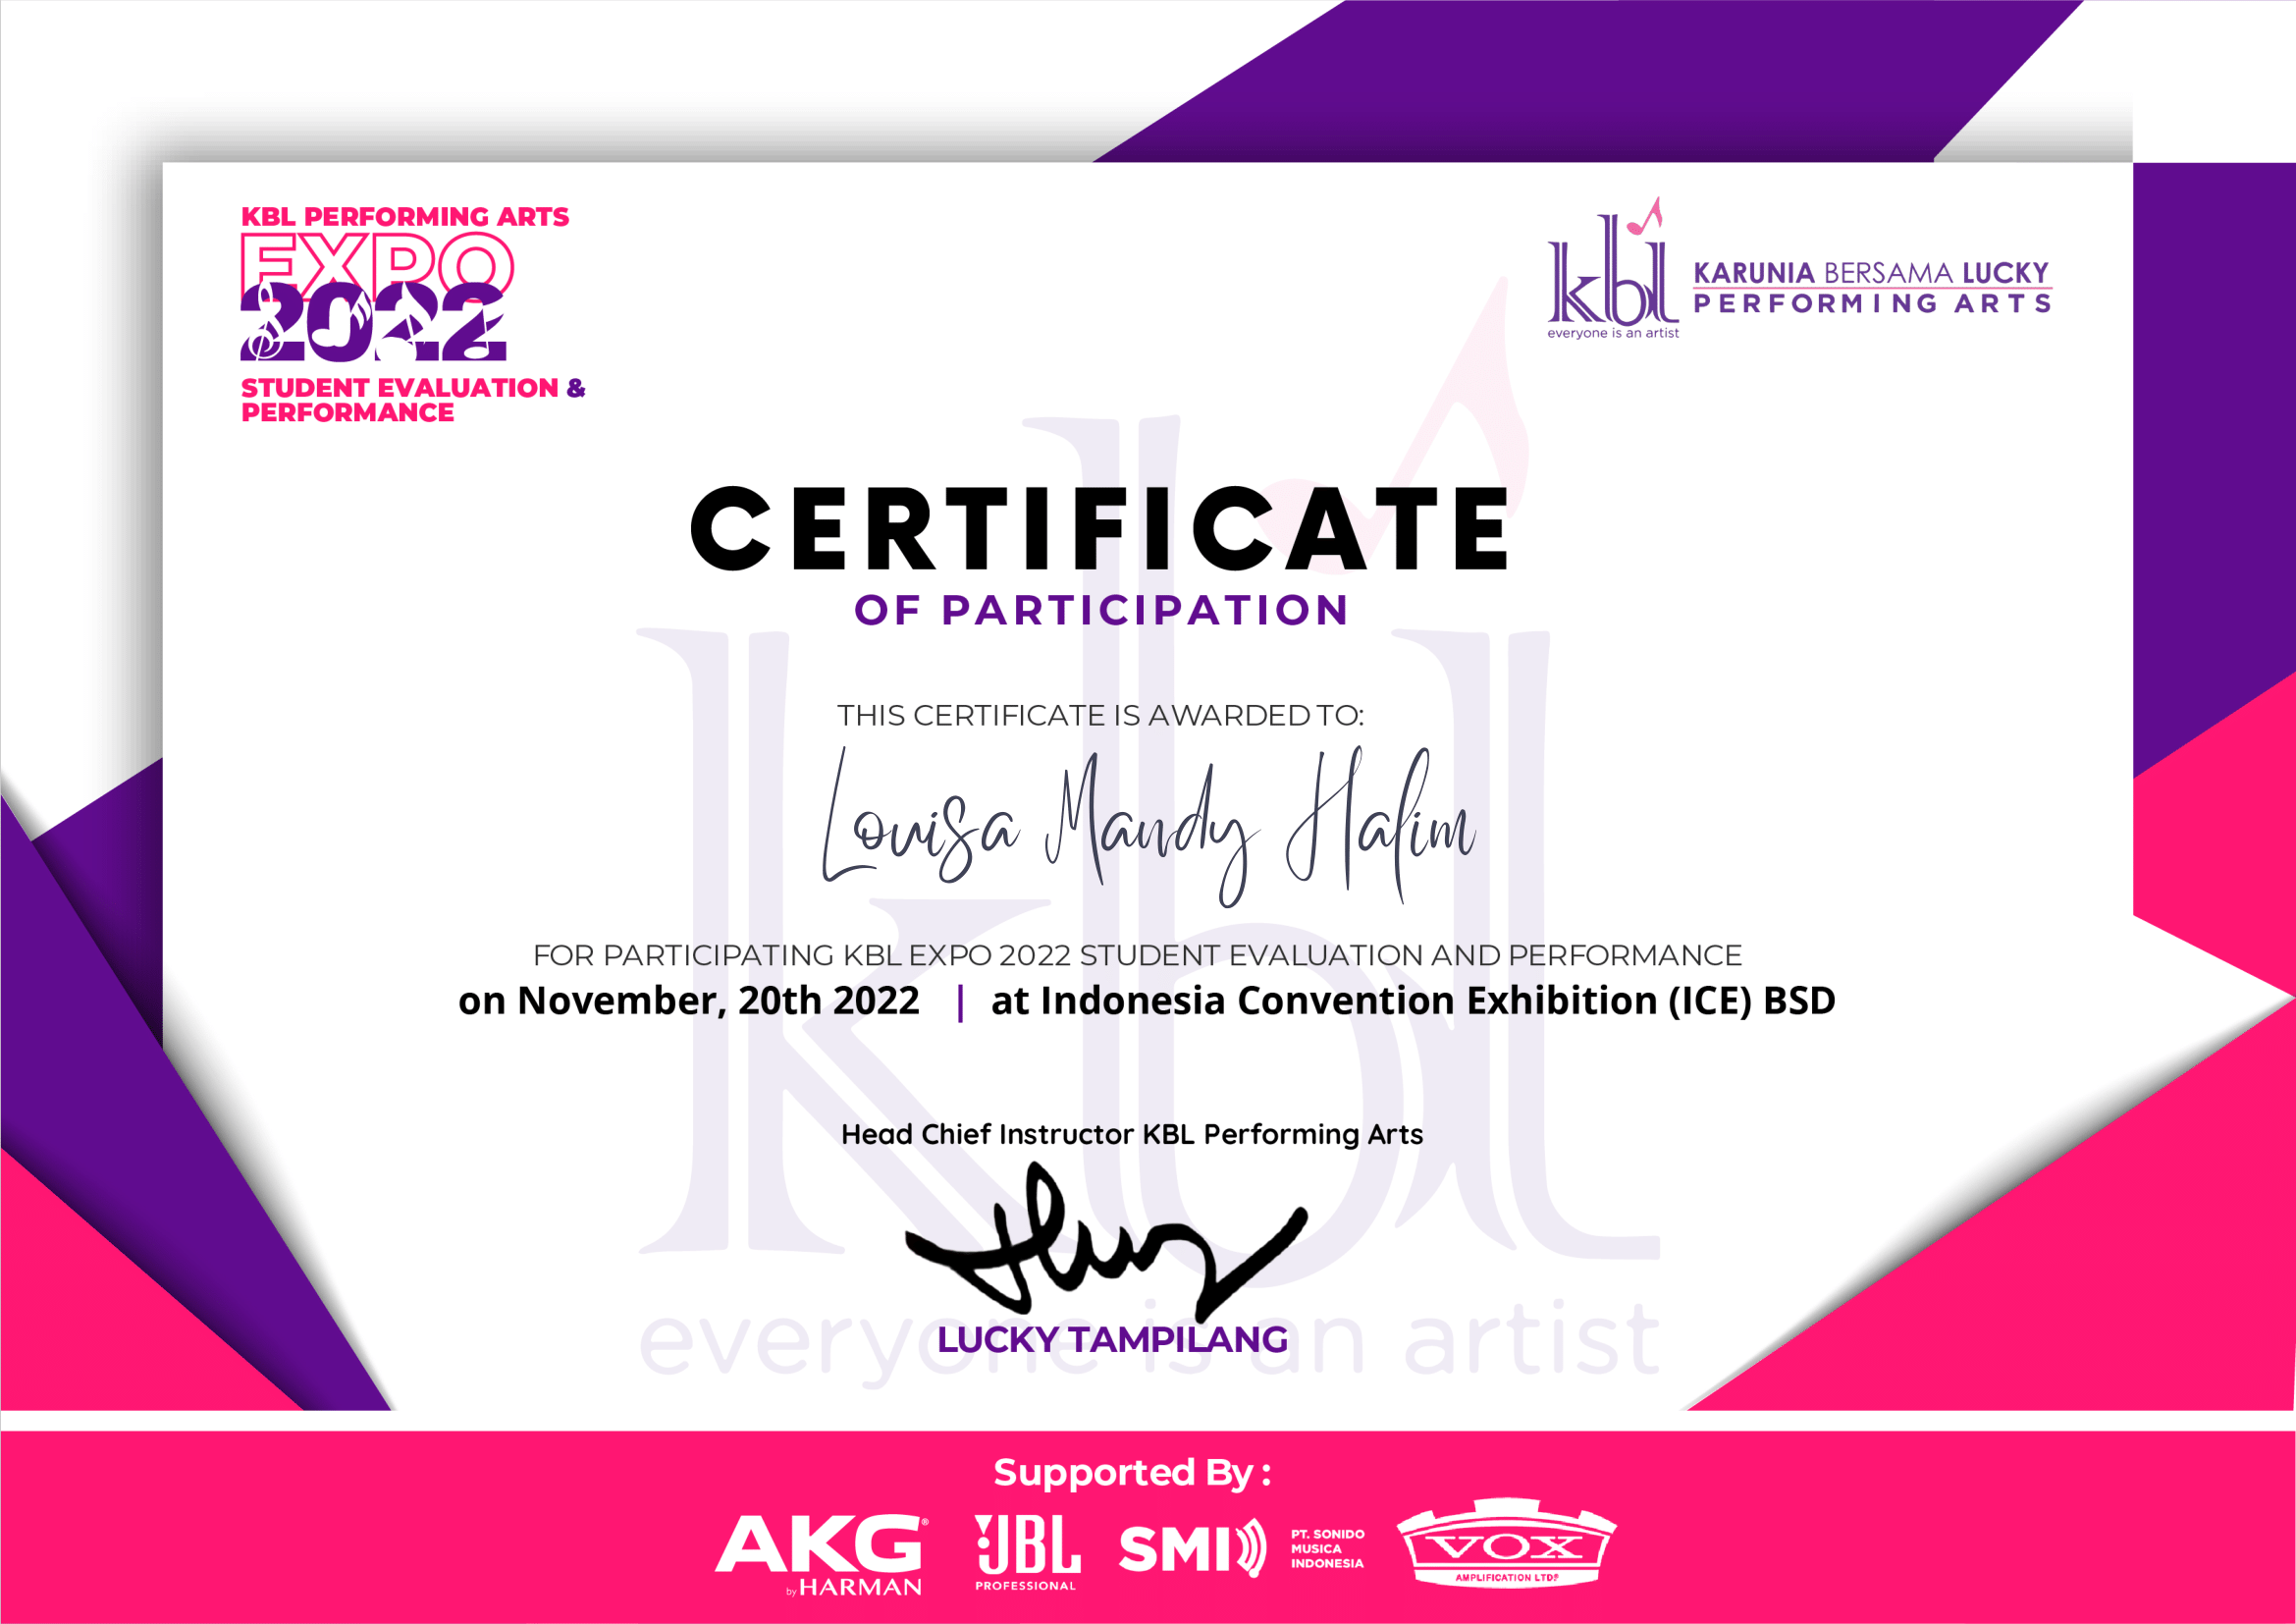 KBL PERFORMING ARTS
EXPO
2022
STUDENT EVALUATION &
PERFORMANCE
kbl
everyone is an artist
KARUNIA BERSAMA LUCKY
PERFORMING ARTS
CERTIFICATE
OF PARTICIPATION
THIS CERTIFICATE IS AWARDED TO:
Louisa Mandy Halim
FOR PARTICIPATING KBL EXPO 2022 STUDENT EVALUATION AND PERFORMANCE
on November, 20th 2022 | at Indonesia Convention Exhibition (ICE) BSD
Head Chief Instructor KBL Performing Arts
LUCKY TAMPILANG
kbl
everyone is an artist
Supported By :
AKG®
by HARMAN
JBL
PROFESSIONAL
SMI
PT. SONIDO
MUSICA
INDONESIA
VOX
AMPLIFICATION LTD.